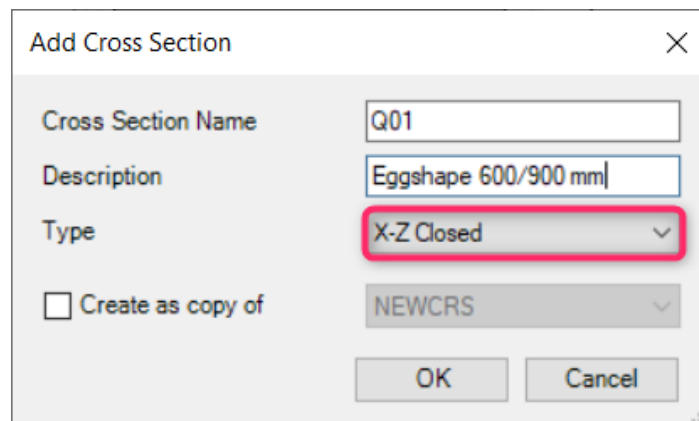 Add Cross Section
Cross Section Name Q01
Description Eggshape 600/900 mm
Type X-Z Closed
Create as copy of NEWCRS
OK Cancel